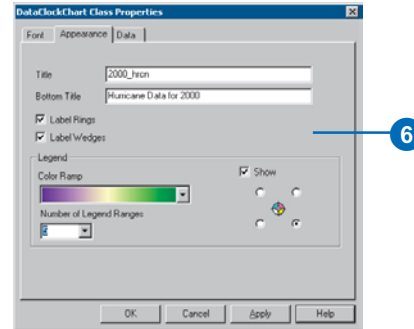 DataClockChart Class Properties
Font Appearance Data
Title 2000_hrcn
Bottom Title Hurricane Data for 2000
Label Rings
Label Wedges
6
Legend
Color Ramp
Show
Number of Legend Ranges
OK Cancel Apply Help